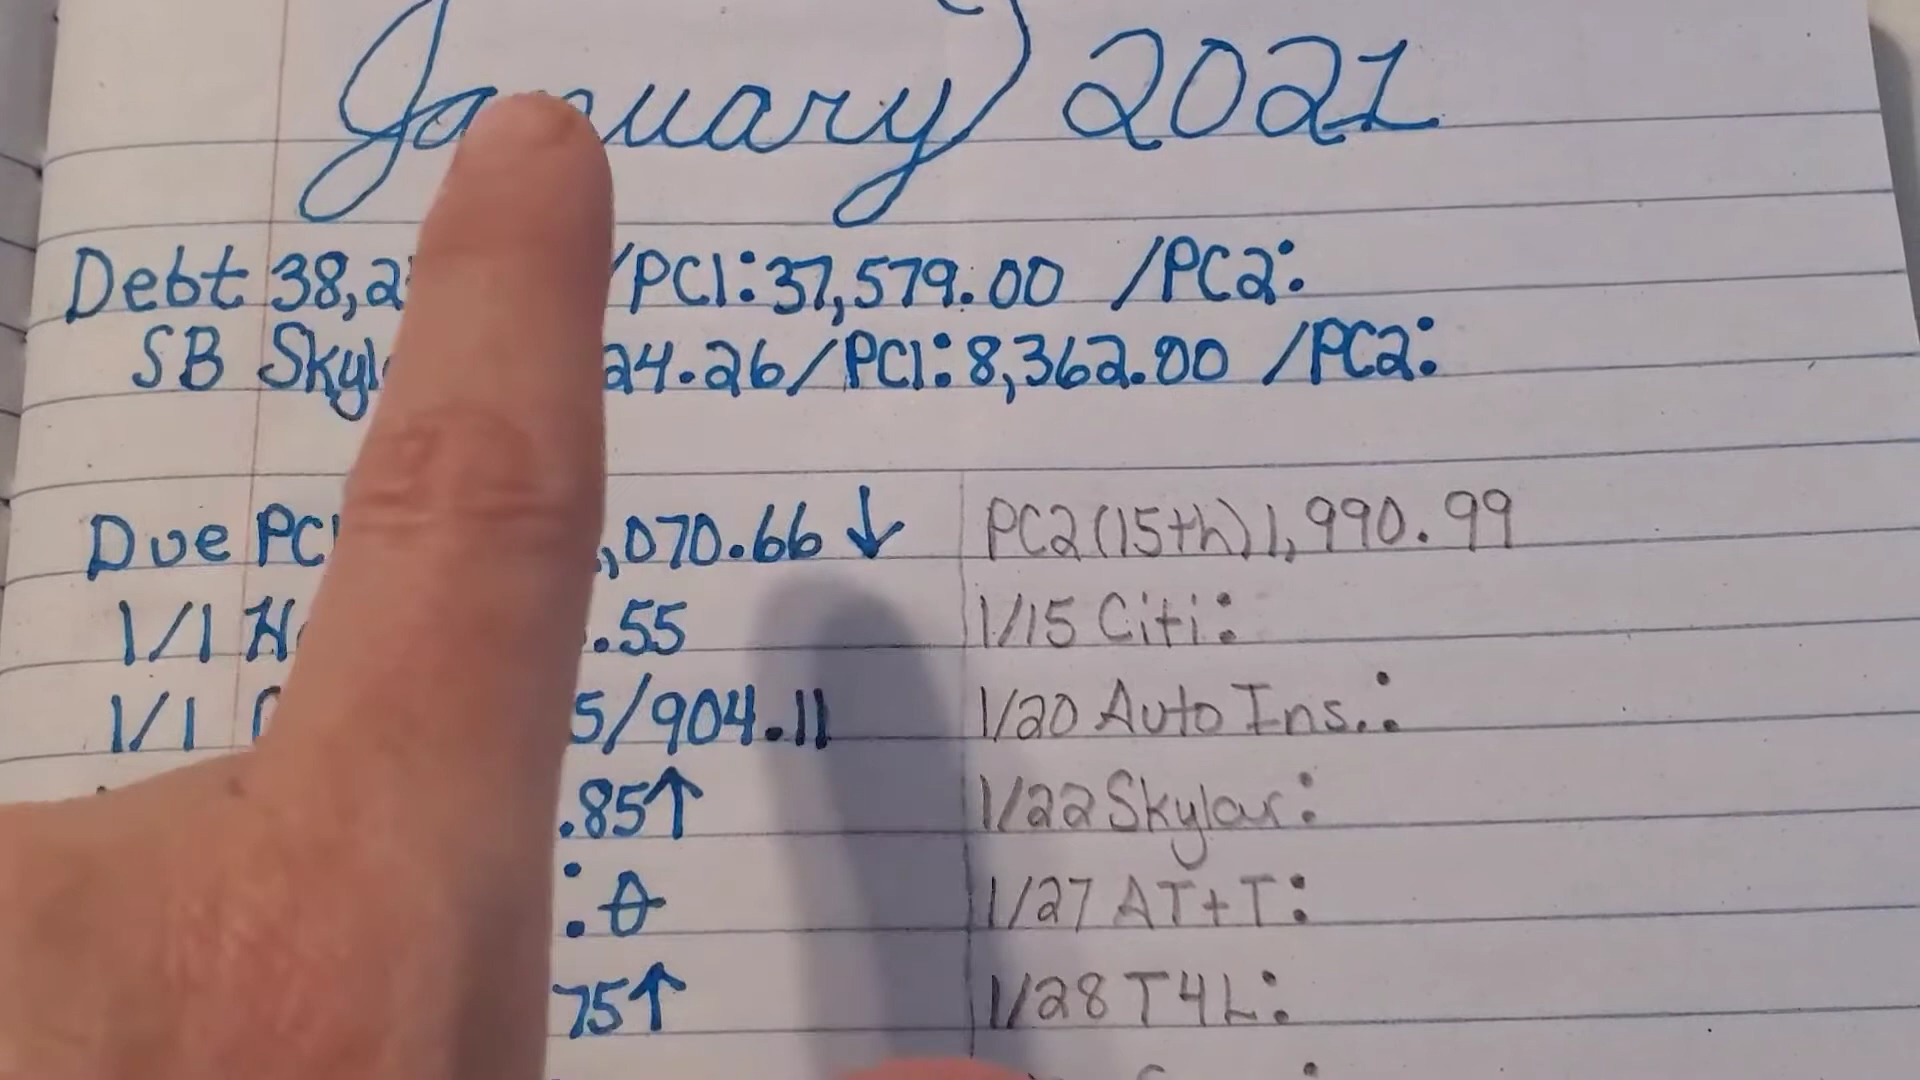 January 2021
Debt 38,2 /PC1:37,579.00 /PC2:
SB Skyl 24.26/PC1:8,362.00 /PC2:
Due PC1 ,070.66↓
1/1 .55
1/1 5/904.11
.85↑
: θ
75↑
PC2(15th)1,990.99
1/15 Citi:
1/20 Auto Ins.:
1/22 Skylar:
1/27 AT+T:
1/28 T4L: